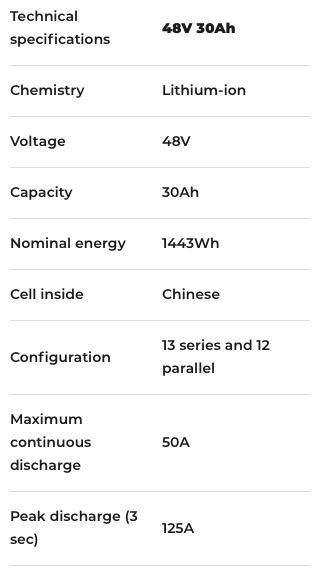 Technical
specifications
48V 30Ah
Chemistry
Lithium-ion
Voltage
48V
Capacity
30Ah
Nominal energy
1443Wh
Cell inside
Chinese
Configuration
13 series and 12
parallel
Maximum
continuous
discharge
50A
Peak discharge (3
sec)
125A